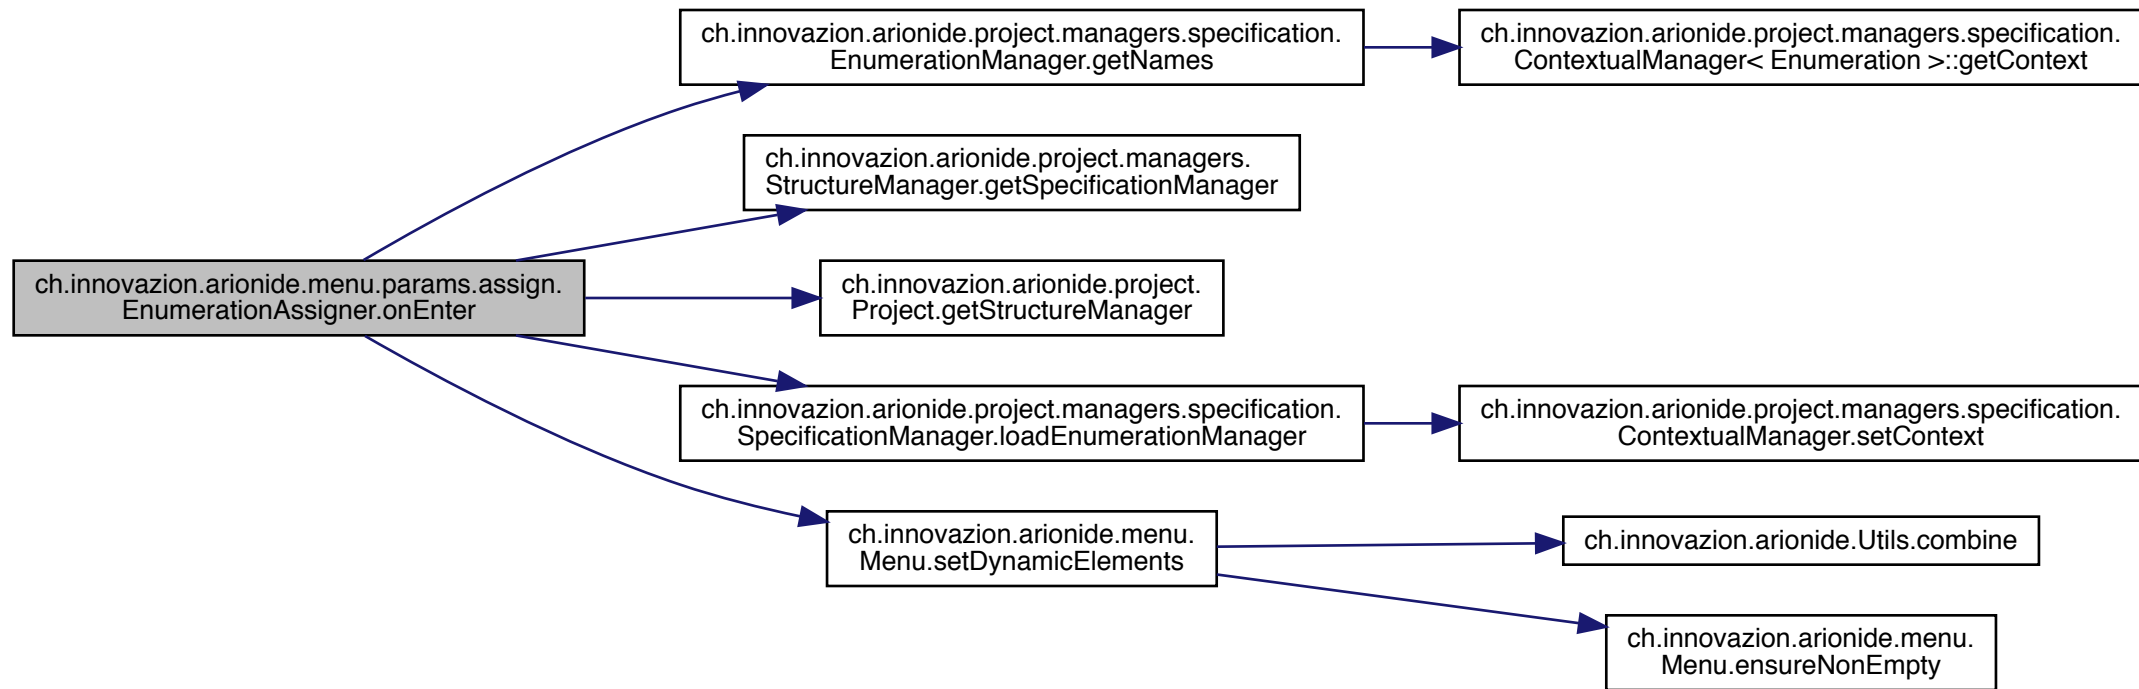 ch.innovazion.arionide.menu.params.assign.
EnumerationAssigner.onEnter
ch.innovazion.arionide.project.managers.specification.
EnumerationManager.getNames
ch.innovazion.arionide.project.managers.specification.
ContextualManager< Enumeration >::getContext
ch.innovazion.arionide.project.managers.
StructureManager.getSpecificationManager
ch.innovazion.arionide.project.
Project.getStructureManager
ch.innovazion.arionide.project.managers.specification.
SpecificationManager.loadEnumerationManager
ch.innovazion.arionide.project.managers.specification.
ContextualManager.setContext
ch.innovazion.arionide.menu.
Menu.setDynamicElements
ch.innovazion.arionide.Utils.combine
ch.innovazion.arionide.menu.
Menu.ensureNonEmpty